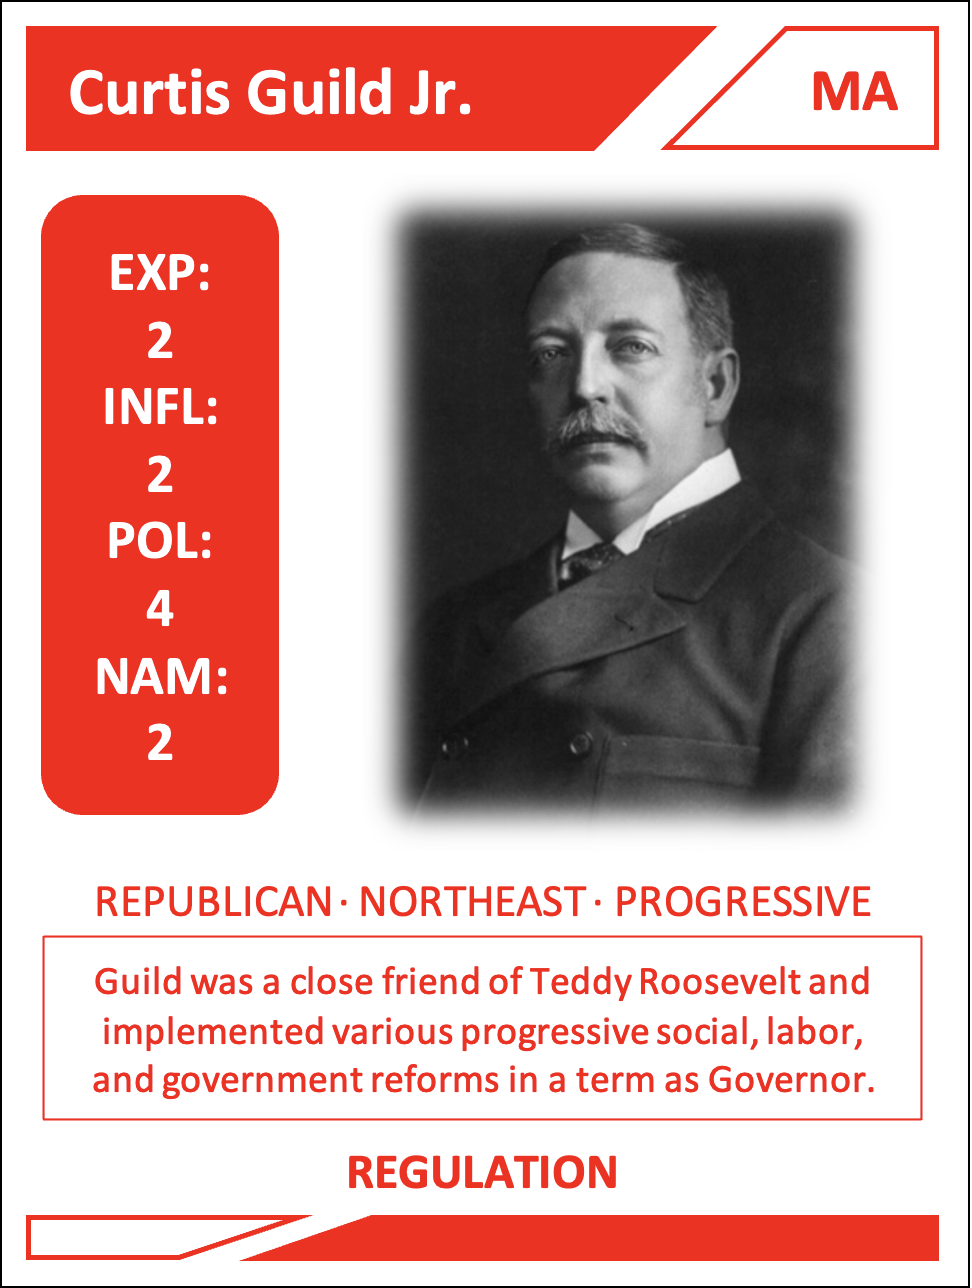 Curtis Guild Jr.
MA
EXP:
2
INFL:
2
POL:
4
NAM:
2
REPUBLICAN · NORTHEAST · PROGRESSIVE
Guild was a close friend of Teddy Roosevelt and
implemented various progressive social, labor,
and government reforms in a term as Governor.
REGULATION